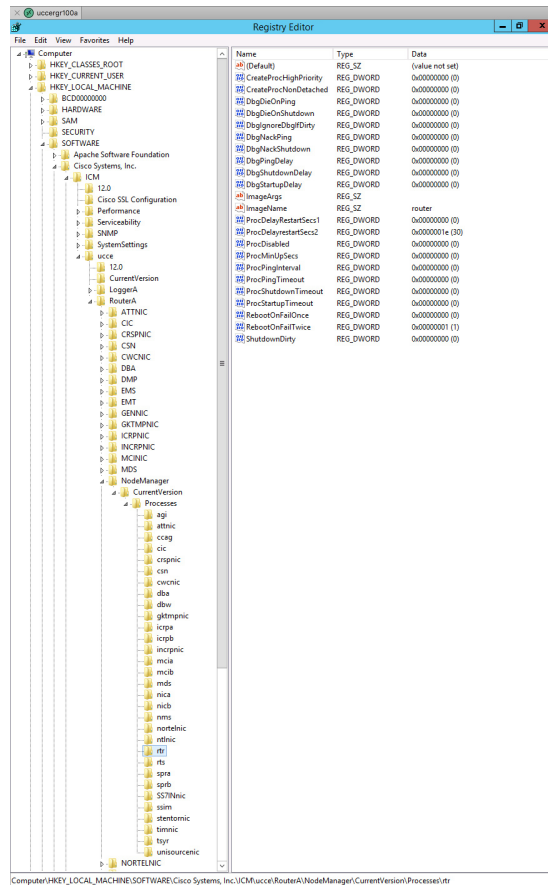 uccergr100a
Registry Editor
File Edit View Favorites Help
Computer
HKEY_CLASSES_ROOT
HKEY_CURRENT_USER
HKEY_LOCAL_MACHINE
BCD00000000
HARDWARE
SAM
SECURITY
SOFTWARE
Apache Software Foundation
Cisco Systems, Inc.
ICM
12.0
Cisco SSL Configuration
Performance
Serviceability
SNMP
SystemSettings
ucce
12.0
CurrentVersion
LoggerA
RouterA
ATTNIC
CIC
CRSPNIC
CSN
CWCNIC
DBA
DMP
EMS
EMT
GENNIC
GKTMPNIC
ICRPNIC
INCRPNIC
MCINIC
MDS
NodeManager
CurrentVersion
Processes
agi
attnic
ccag
cic
crspnic
csn
cwcnic
dba
dbw
gktmpnic
icrpa
icrpb
incrpnic
mcia
mcib
mds
nica
nicb
nms
nortelnic
ntlnic
rtr
rts
spra
sprb
SS7INnic
ssim
stentornic
timnic
tsyr
unisourcenic
NORTELNIC
Name Type Data
(Default) REG_SZ (value not set)
CreateProcHighPriority REG_DWORD 0x00000000 (0)
CreateProcNonDetached REG_DWORD 0x00000000 (0)
DbgDieOnPing REG_DWORD 0x00000000 (0)
DbgDieOnShutdown REG_DWORD 0x00000000 (0)
DbgIgnoreDbgIfDirty REG_DWORD 0x00000000 (0)
DbgNackPing REG_DWORD 0x00000000 (0)
DbgNackShutdown REG_DWORD 0x00000000 (0)
DbgPingDelay REG_DWORD 0x00000000 (0)
DbgShutdownDelay REG_DWORD 0x00000000 (0)
DbgStartupDelay REG_DWORD 0x00000000 (0)
ImageArgs REG_SZ
ImageName REG_SZ router
ProcDelayRestartSecs1 REG_DWORD 0x00000000 (0)
ProcDelayrestartSecs2 REG_DWORD 0x0000001e (30)
ProcDisabled REG_DWORD 0x00000000 (0)
ProcMinUpSecs REG_DWORD 0x00000000 (0)
ProcPingInterval REG_DWORD 0x00000000 (0)
ProcPingTimeout REG_DWORD 0x00000000 (0)
ProcShutdownTimeout REG_DWORD 0x00000000 (0)
ProcStartupTimeout REG_DWORD 0x00000000 (0)
RebootOnFailOnce REG_DWORD 0x00000000 (0)
RebootOnFailTwice REG_DWORD 0x00000001 (1)
ShutdownDirty REG_DWORD 0x00000000 (0)
Computer\HKEY_LOCAL_MACHINE\SOFTWARE\Cisco Systems, Inc.\ICM\ucce\RouterA\NodeManager\CurrentVersion\Processes\rtr